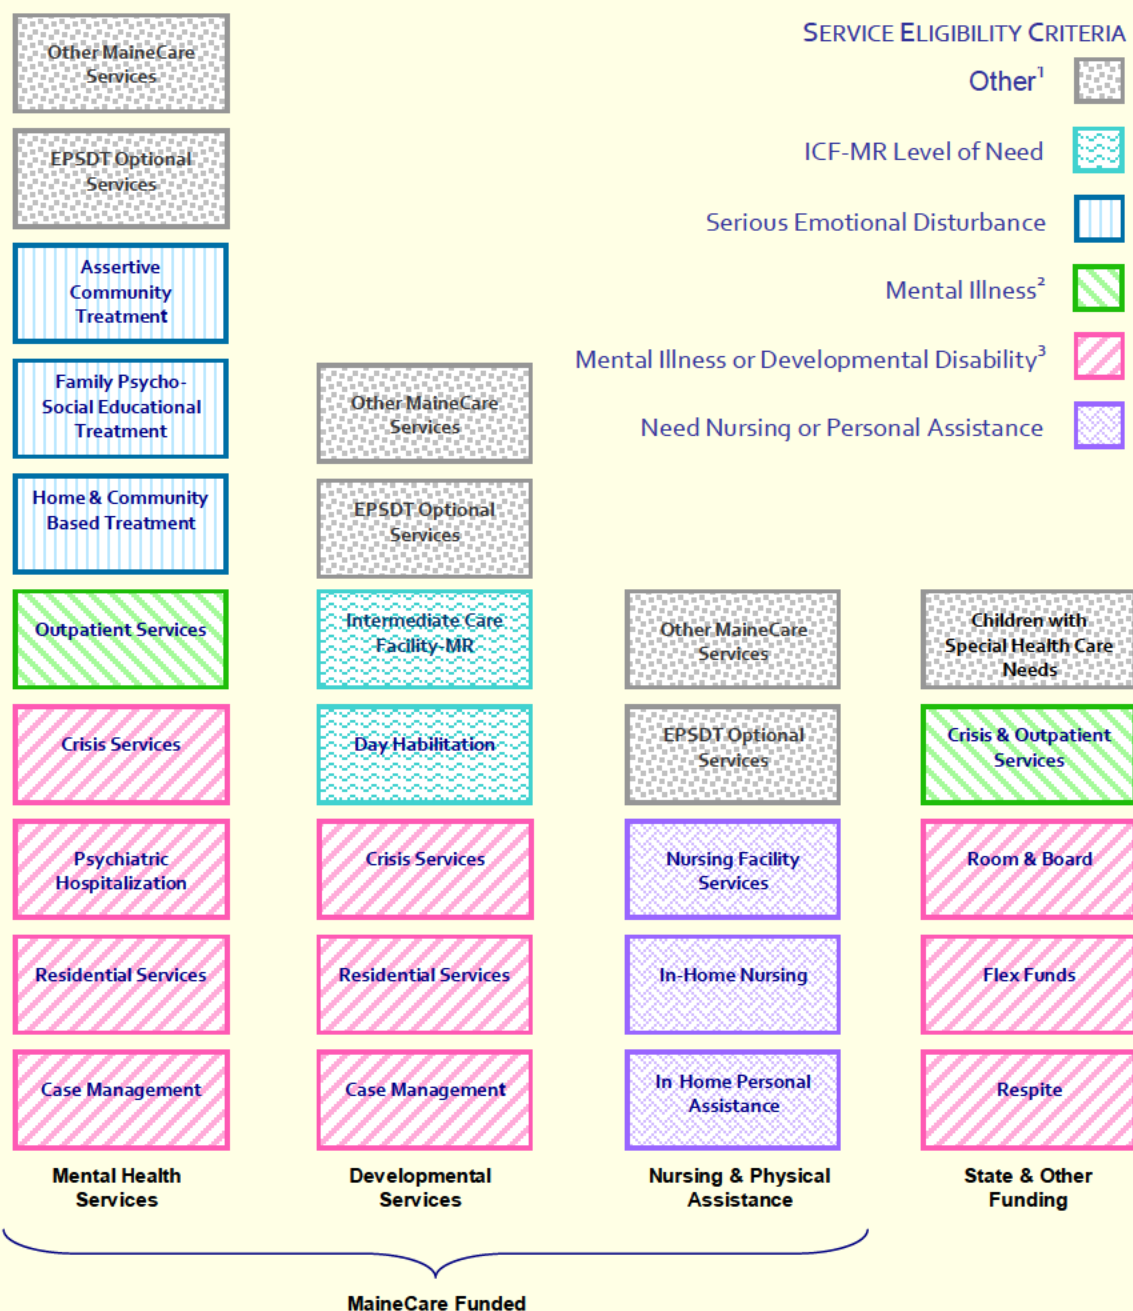 SERVICE ELIGIBILITY CRITERIA
Other¹
ICF-MR Level of Need
Serious Emotional Disturbance
Mental Illness²
Mental Illness or Developmental Disability³
Need Nursing or Personal Assistance
Other MaineCare
Services
EPSDT Optional
Services
Assertive
Community
Treatment
Family Psycho-
Social Educational
Treatment
Home & Community
Based Treatment
Outpatient Services
Crisis Services
Psychiatric
Hospitalization
Residential Services
Case Management
Mental Health
Services
Other MaineCare
Services
EPSDT Optional
Services
Intermediate Care
Facility-MR
Day Habilitation
Crisis Services
Residential Services
Case Management
Developmental
Services
Other MaineCare
Services
EPSDT Optional
Services
Nursing Facility
Services
In-Home Nursing
In Home Personal
Assistance
Nursing & Physical
Assistance
Children with
Special Health Care
Needs
Crisis & Outpatient
Services
Room & Board
Flex Funds
Respite
State & Other
Funding
MaineCare Funded